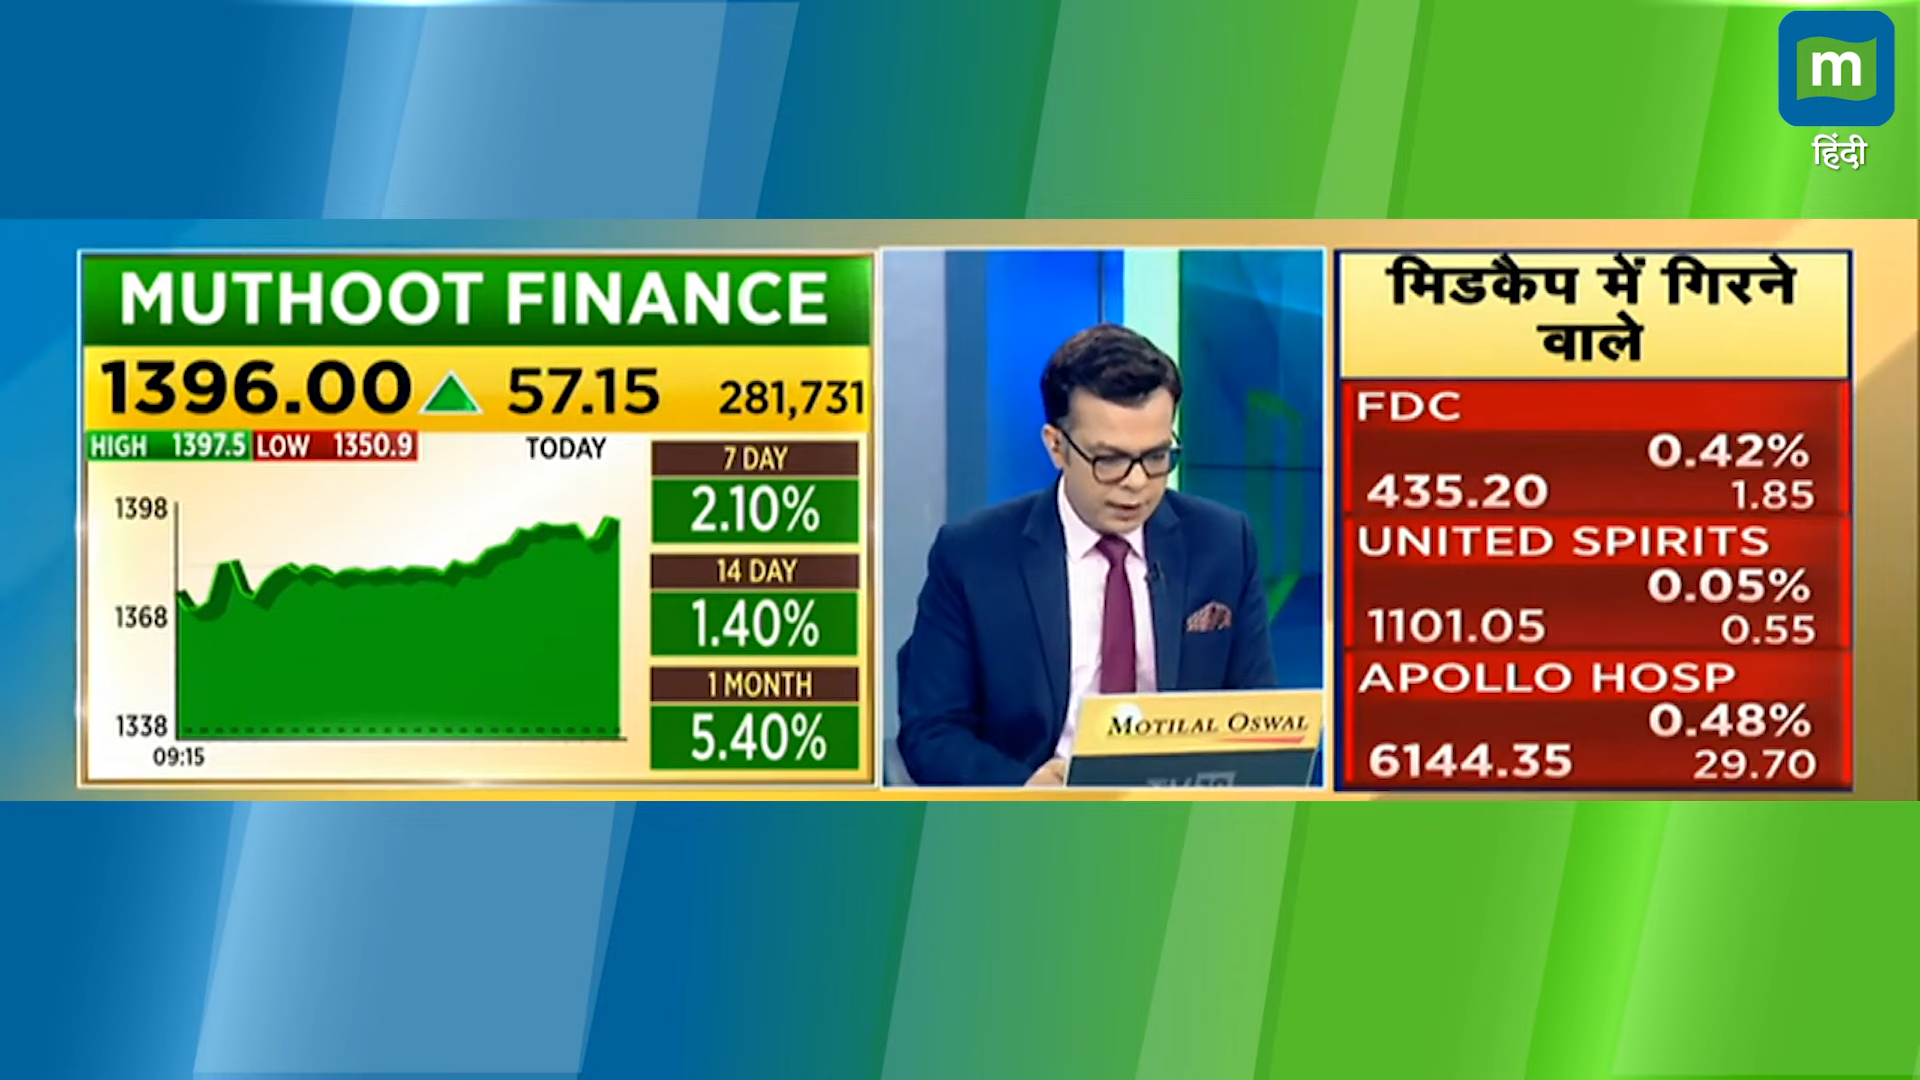 m
हिंदी
MUTHOOT FINANCE
1396.00 57.15 281,731
HIGH 1397.5 LOW 1350.9 TODAY
1398
1368
1338
09:15
7 DAY
2.10%
14 DAY
1.40%
1 MONTH
5.40%
MOTILAL OSWAL
मिडकैप में गिरने
वाले
FDC
0.42%
435.20 1.85
UNITED SPIRITS
0.05%
1101.05 0.55
APOLLO HOSP
0.48%
6144.35 29.70